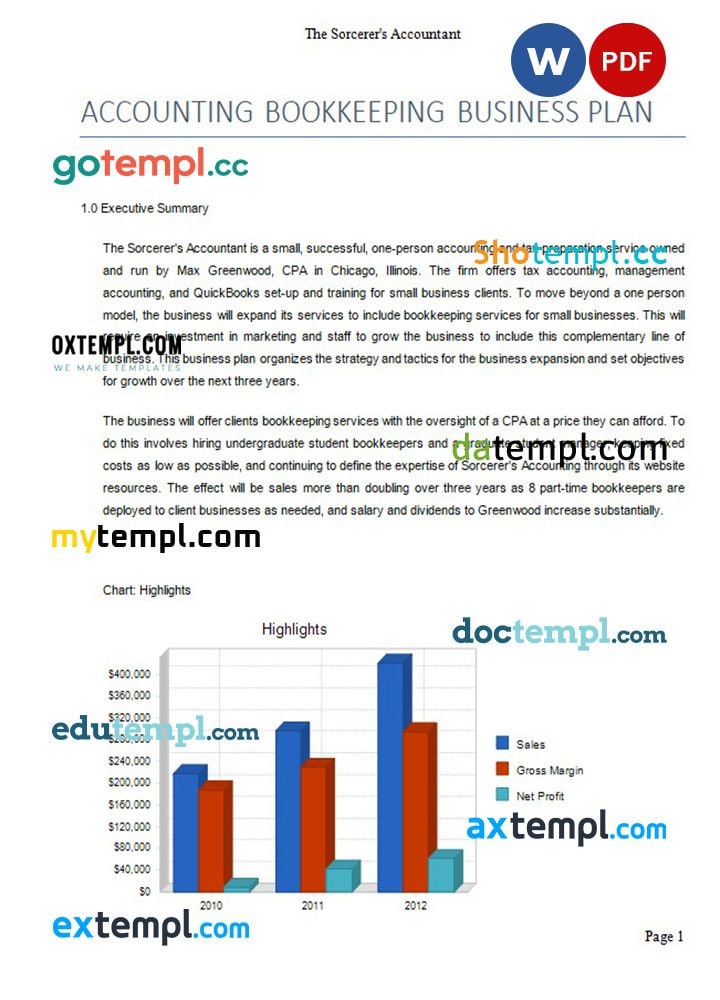 The Sorcerer's Accountant
W PDF
ACCOUNTING BOOKKEEPING BUSINESS PLAN
gotempl.cc
1.0 Executive Summary
The Sorcerer's Accountant is a small, successful, one-person accounting and tax preparation service owned
Shotempl.cc
and run by Max Greenwood, CPA in Chicago, Illinois. The firm offers tax accounting, management
accounting, and QuickBooks set-up and training for small business clients. To move beyond a one person
model, the business will expand its services to include bookkeeping services for small businesses. This will
require an investment in marketing and staff to grow the business to include this complementary line of
OXTEMPL.COM
business. This business plan organizes the strategy and tactics for the business expansion and set objectives
WE MAKE TEMPLATES
for growth over the next three years.
The business will offer clients bookkeeping services with the oversight of a CPA at a price they can afford. To
do this involves hiring undergraduate student bookkeepers and a graduate student manager, keeping fixed
datempl.com
costs as low as possible, and continuing to define the expertise of Sorcerer's Accounting through its website
resources. The effect will be sales more than doubling over three years as 8 part-time bookkeepers are
deployed to client businesses as needed, and salary and dividends to Greenwood increase substantially.
mytempl.com
Chart: Highlights
Highlights
doctempl.com
$400,000
$360,000
$320,000
edutempl.com
$280,000
$240,000
$200,000
$160,000
$120,000
$80,000
$40,000
$0
Sales
Gross Margin
Net Profit
axtempl.com
2010 2011 2012
extempl.com
Page 1